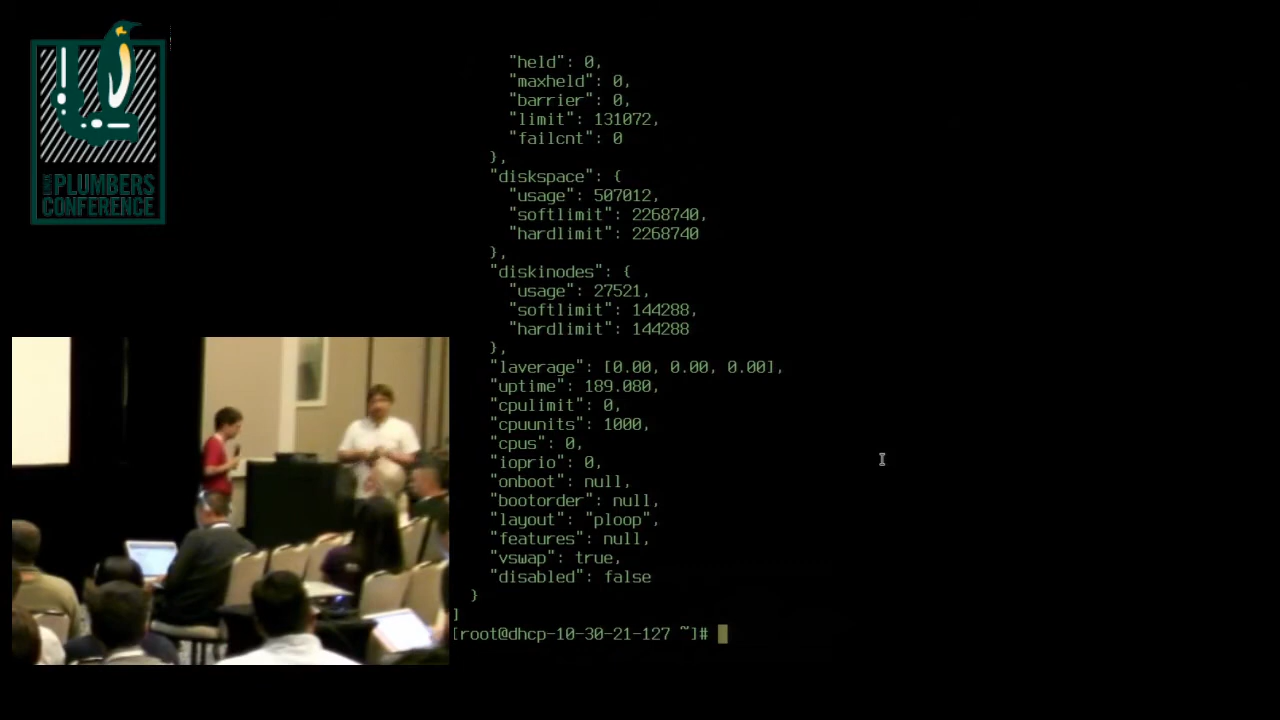 LINUX
PLUMBERS
CONFERENCE
"held": 0,
"maxheld": 0,
"barrier": 0,
"limit": 131072,
"failcnt": 0
},
"diskspace": {
"usage": 507012,
"softlimit": 2268740,
"hardlimit": 2268740
},
"diskinodes": {
"usage": 27521,
"softlimit": 144288,
"hardlimit": 144288
},
"laverage": [0.00, 0.00, 0.00],
"uptime": 189.080,
"cpulimit": 0,
"cpuunits": 1000,
"cpus": 0,
"ioprio": 0,
"onboot": null,
"bootorder": null,
"layout": "ploop",
"features": null,
"vswap": true,
"disabled": false
}
]
[root@dhcp-10-30-21-127 ~]#